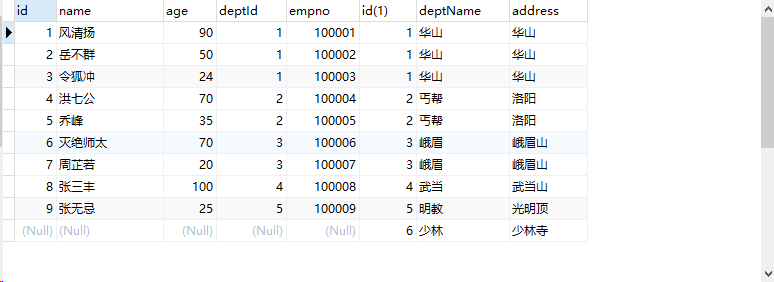 id name age deptId empno id(1) deptName address
1 风清扬 90 1 100001 1 华山 华山
2 岳不群 50 1 100002 1 华山 华山
3 令狐冲 24 1 100003 1 华山 华山
4 洪七公 70 2 100004 2 丐帮 洛阳
5 乔峰 35 2 100005 2 丐帮 洛阳
6 灭绝师太 70 3 100006 3 峨眉 峨眉山
7 周芷若 20 3 100007 3 峨眉 峨眉山
8 张三丰 100 4 100008 4 武当 武当山
9 张无忌 25 5 100009 5 明教 光明顶
(Null) (Null) (Null) (Null) (Null) 6 少林 少林寺